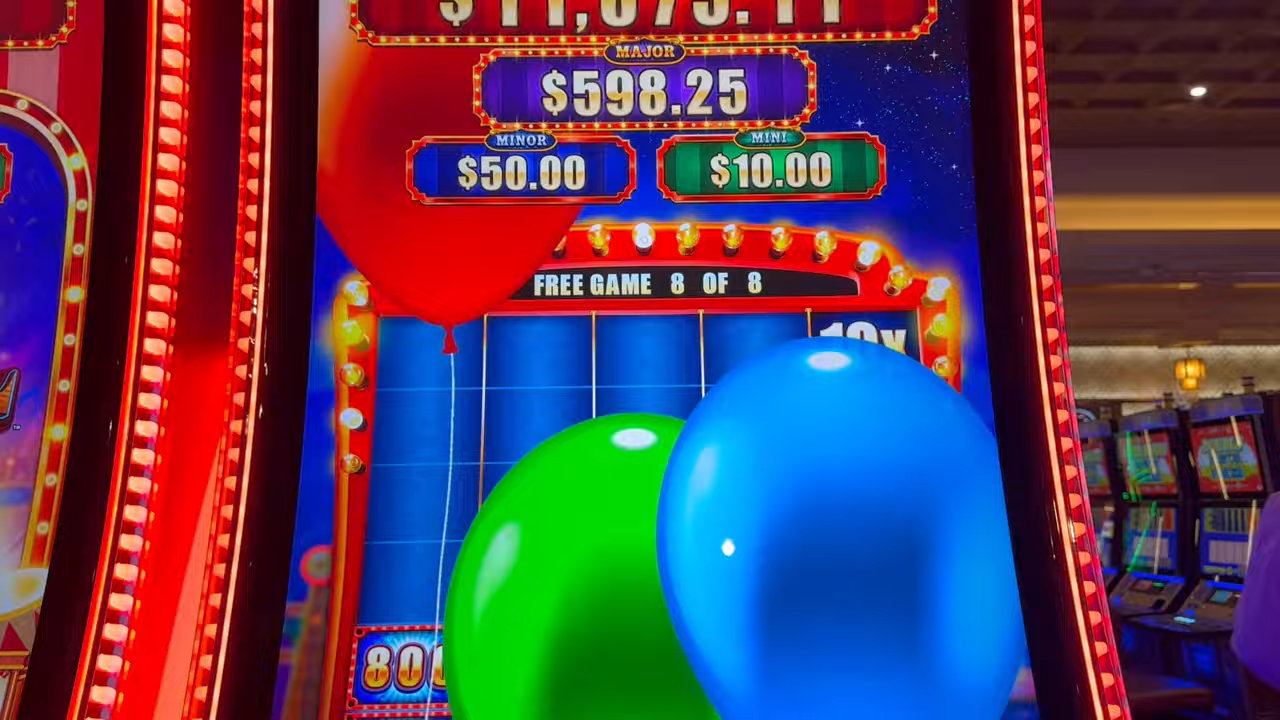 MAJOR
$598.25
MINOR
MINI
$50.00
$10.00
FREE GAME 8 OF 8